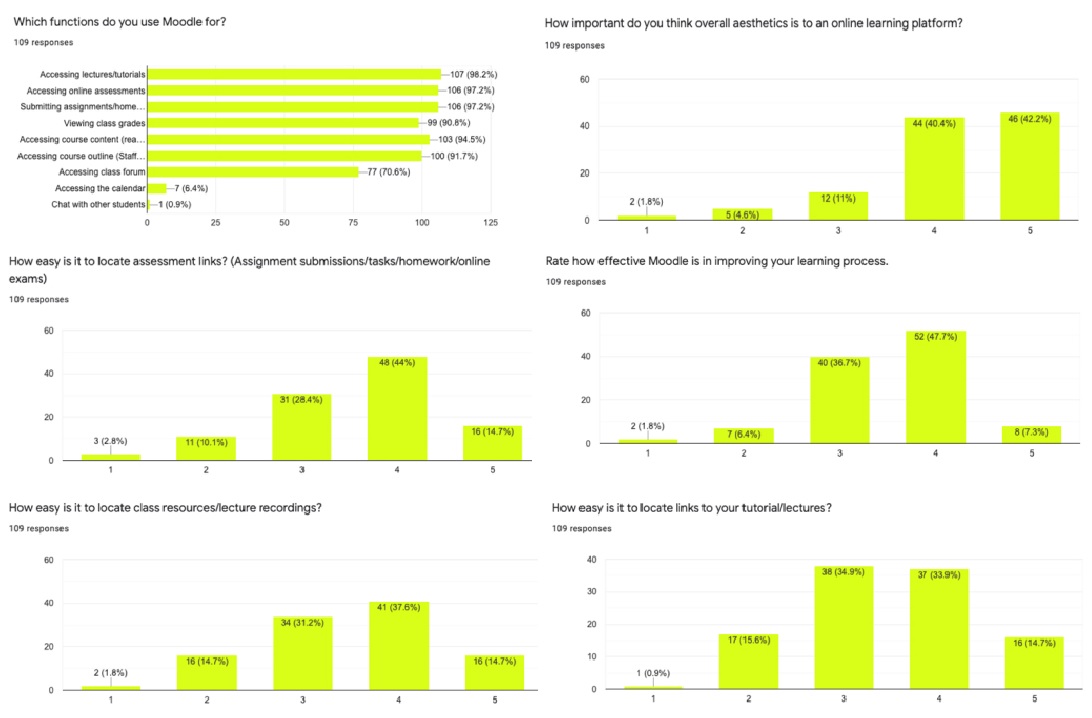 Which functions do you use Moodle for?
109 responses
Accessing lectures/tutorials 107 (98.2%)
Accessing online assessments 106 (97.2%)
Submitting assignments/home... 106 (97.2%)
Viewing class grades 99 (90.8%)
Accessing course content (rea... 103 (94.5%)
Accessing course outline (Staff... 100 (91.7%)
Accessing class forum 77 (70.6%)
Accessing the calendar 7 (6.4%)
Chat with other students 1 (0.9%)
0 25 50 75 100 125
How important do you think overall aesthetics is to an online learning platform?
109 responses
60
40
20
0
2 (1.8%) 5 (4.6%) 12 (11%) 44 (40.4%) 46 (42.2%)
1 2 3 4 5
How easy is it to locate assessment links? (Assignment submissions/tasks/homework/online
exams)
109 responses
60
40
20
0
3 (2.8%) 11 (10.1%) 31 (28.4%) 48 (44%) 16 (14.7%)
1 2 3 4 5
Rate how effective Moodle is in improving your learning process.
109 responses
60
40
20
0
2 (1.8%) 7 (6.4%) 40 (36.7%) 52 (47.7%) 8 (7.3%)
1 2 3 4 5
How easy is it to locate class resources/lecture recordings?
109 responses
60
40
20
0
2 (1.8%) 16 (14.7%) 34 (31.2%) 41 (37.6%) 16 (14.7%)
1 2 3 4 5
How easy is it to locate links to your tutorial/lectures?
109 responses
40
30
20
10
0
1 (0.9%) 17 (15.6%) 38 (34.9%) 37 (33.9%) 16 (14.7%)
1 2 3 4 5